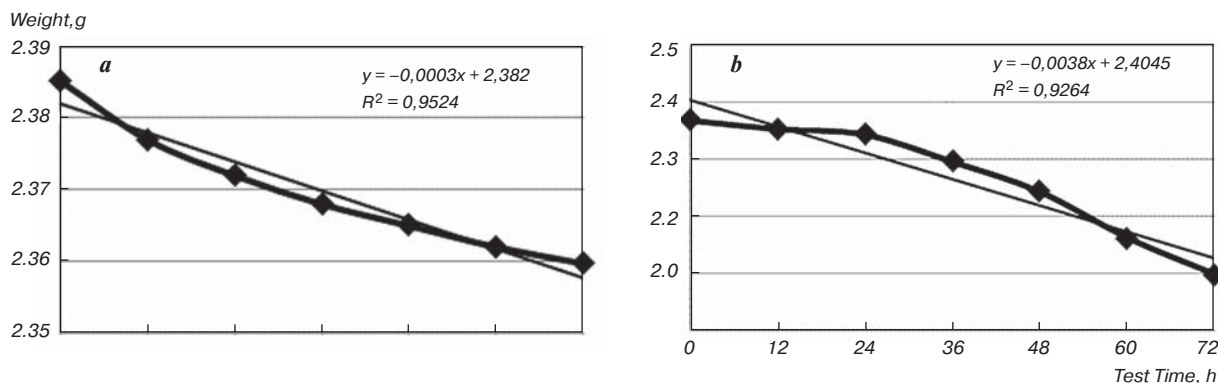 Weight,g
2.39
2.38
2.37
2.36
2.35
a
y = –0,0003x + 2,382
R² = 0,9524
2.5
2.4
2.3
2.2
2.0
b
y = –0,0038x + 2,4045
R² = 0,9264
0 12 24 36 48 60 72
Test Time, h